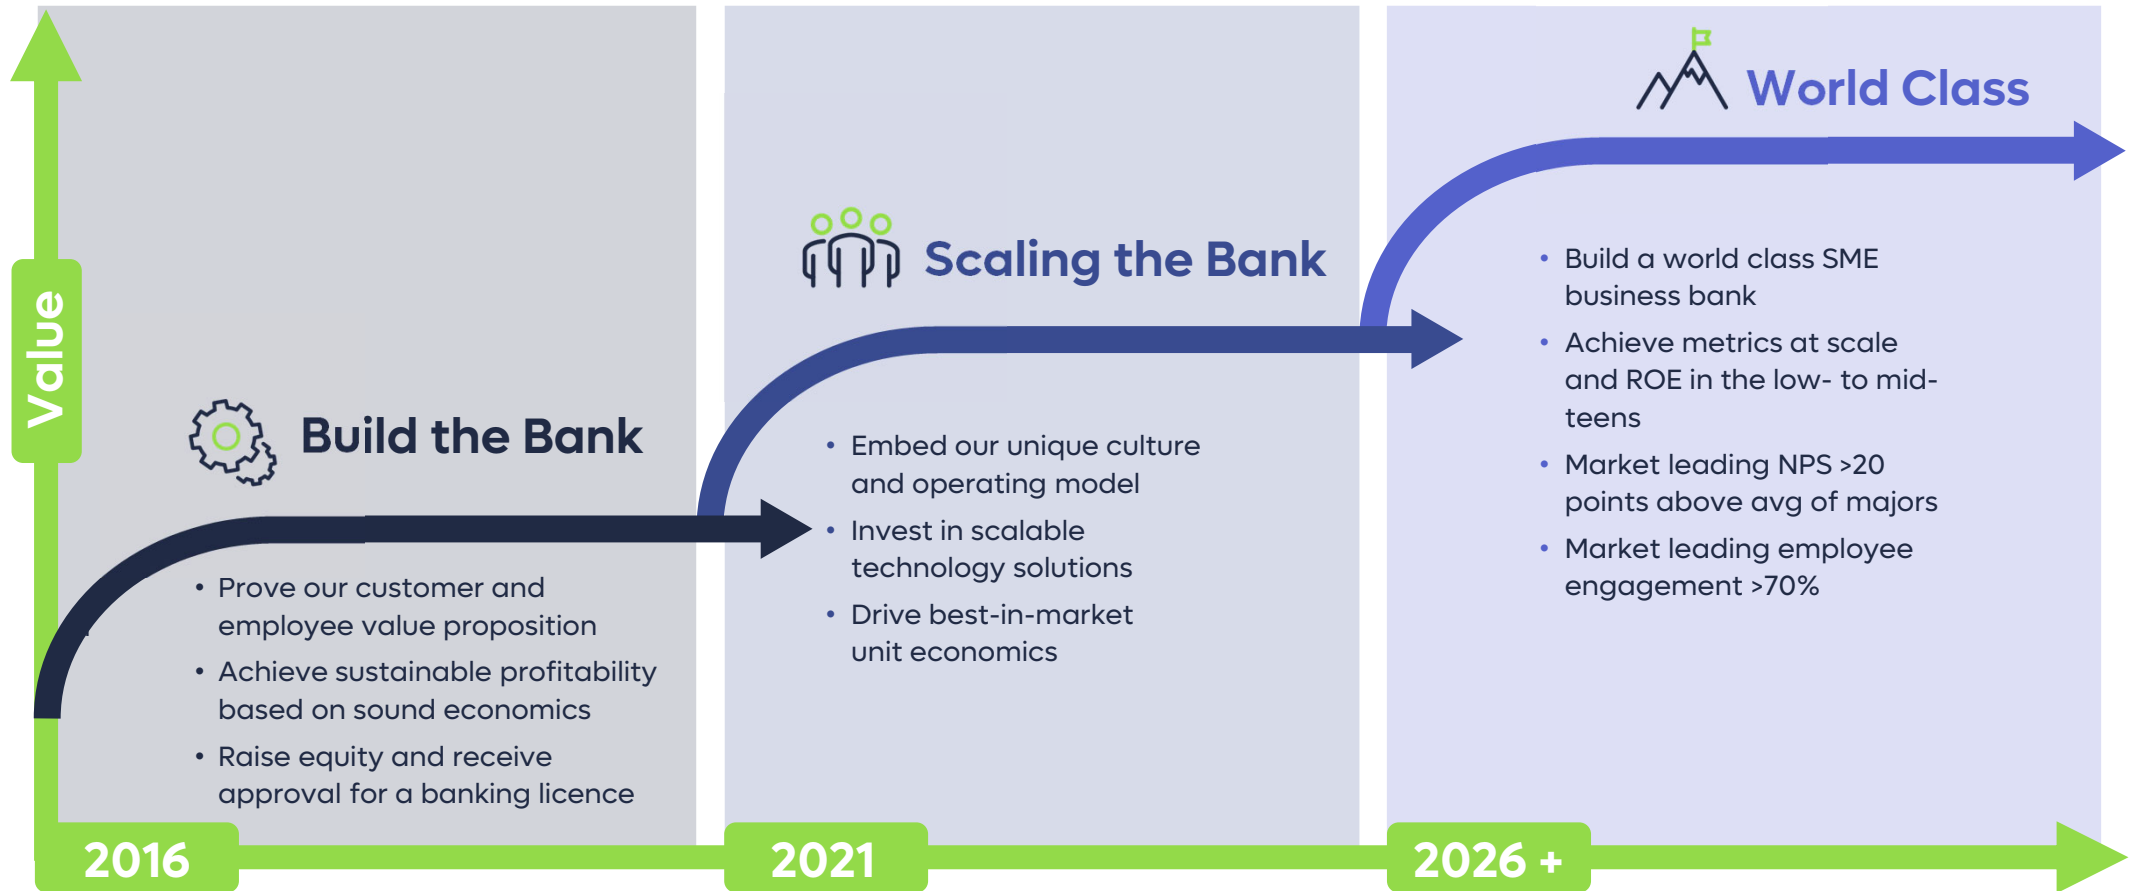 World Class
Scaling the Bank
• Build a world class SME
business bank
• Achieve metrics at scale
and ROE in the low- to mid-
teens
• Market leading NPS >20
points above avg of majors
• Market leading employee
engagement >70%
Value
Build the Bank
• Embed our unique culture
and operating model
• Invest in scalable
technology solutions
• Drive best-in-market
unit economics
• Prove our customer and
employee value proposition
• Achieve sustainable profitability
based on sound economics
• Raise equity and receive
approval for a banking licence
2016
2021
2026 +